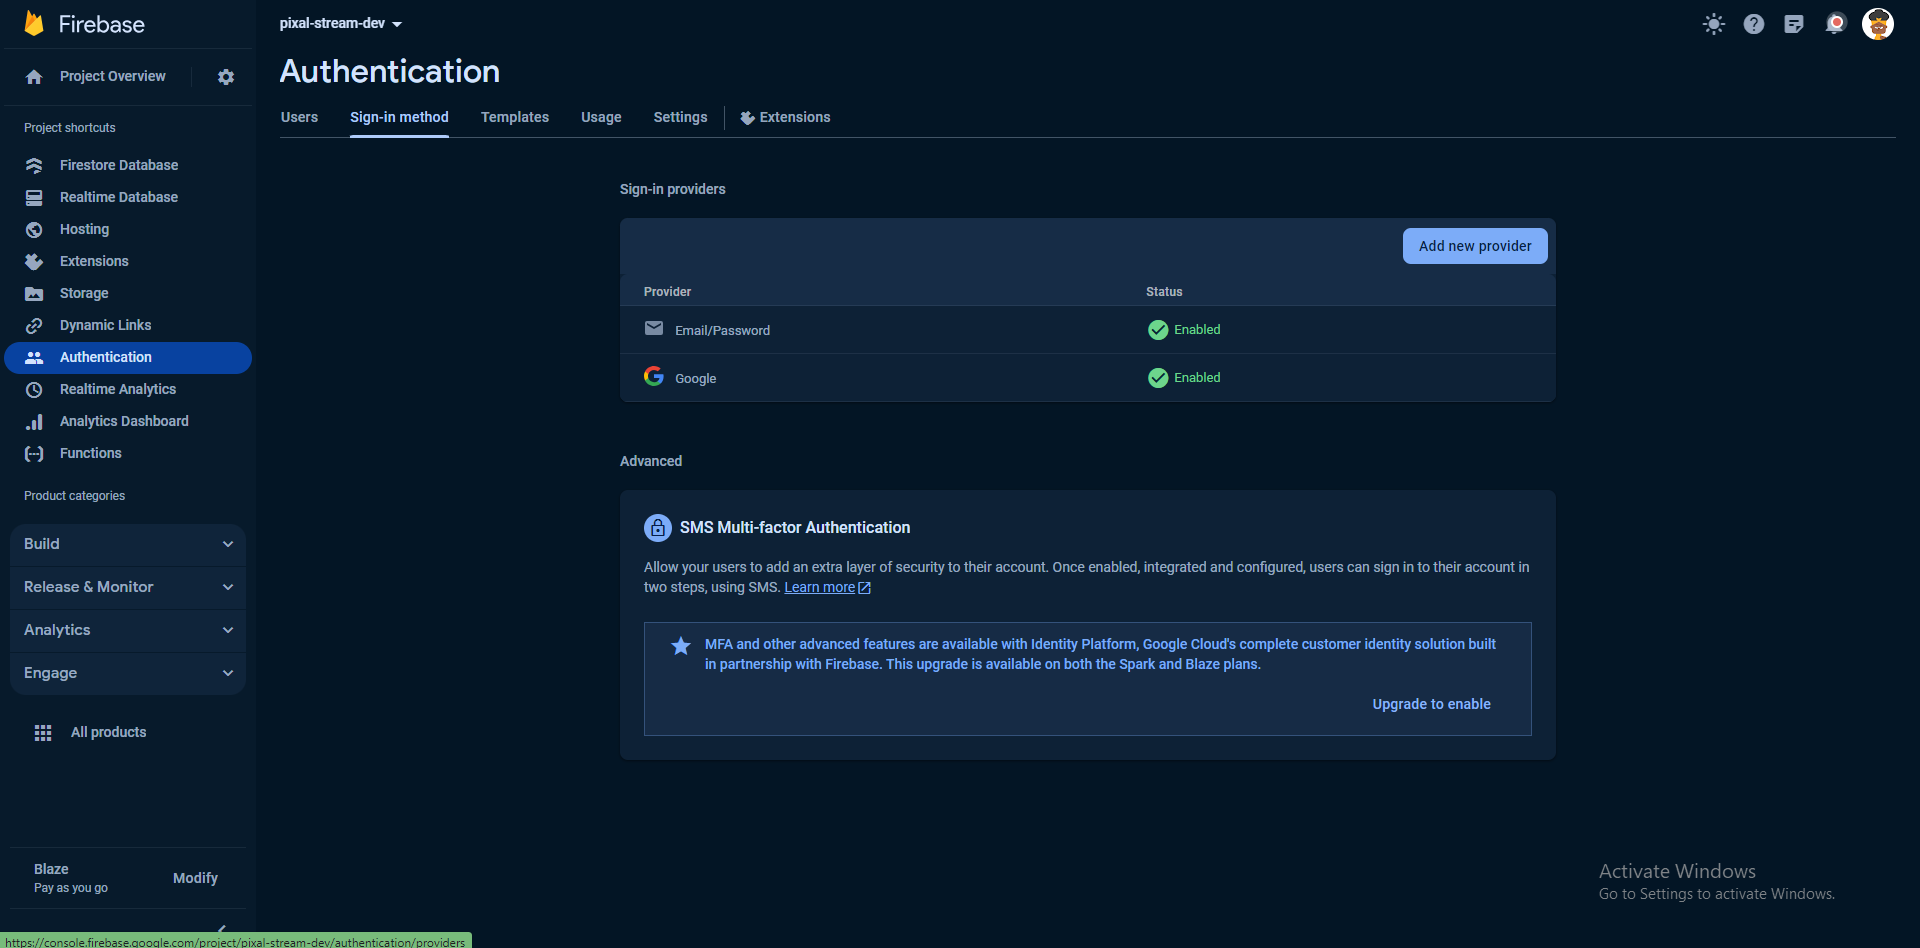 Firebase
Project Overview
Project shortcuts
Firestore Database
Realtime Database
Hosting
Extensions
Storage
Dynamic Links
Authentication
Realtime Analytics
Analytics Dashboard
Functions
Product categories
Build
Release & Monitor
Analytics
Engage
All products
Blaze
Pay as you go
Modify
https://console.firebase.google.com/project/pixal-stream-dev/authentication/providers
pixal-stream-dev
Authentication
Users Sign-in method Templates Usage Settings Extensions
Sign-in providers
Add new provider
Provider Status
Email/Password Enabled
Google Enabled
Advanced
SMS Multi-factor Authentication
Allow your users to add an extra layer of security to their account. Once enabled, integrated and configured, users can sign in to their account in
two steps, using SMS. Learn more
MFA and other advanced features are available with Identity Platform, Google Cloud's complete customer identity solution built
in partnership with Firebase. This upgrade is available on both the Spark and Blaze plans.
Upgrade to enable
Activate Windows
Go to Settings to activate Windows.